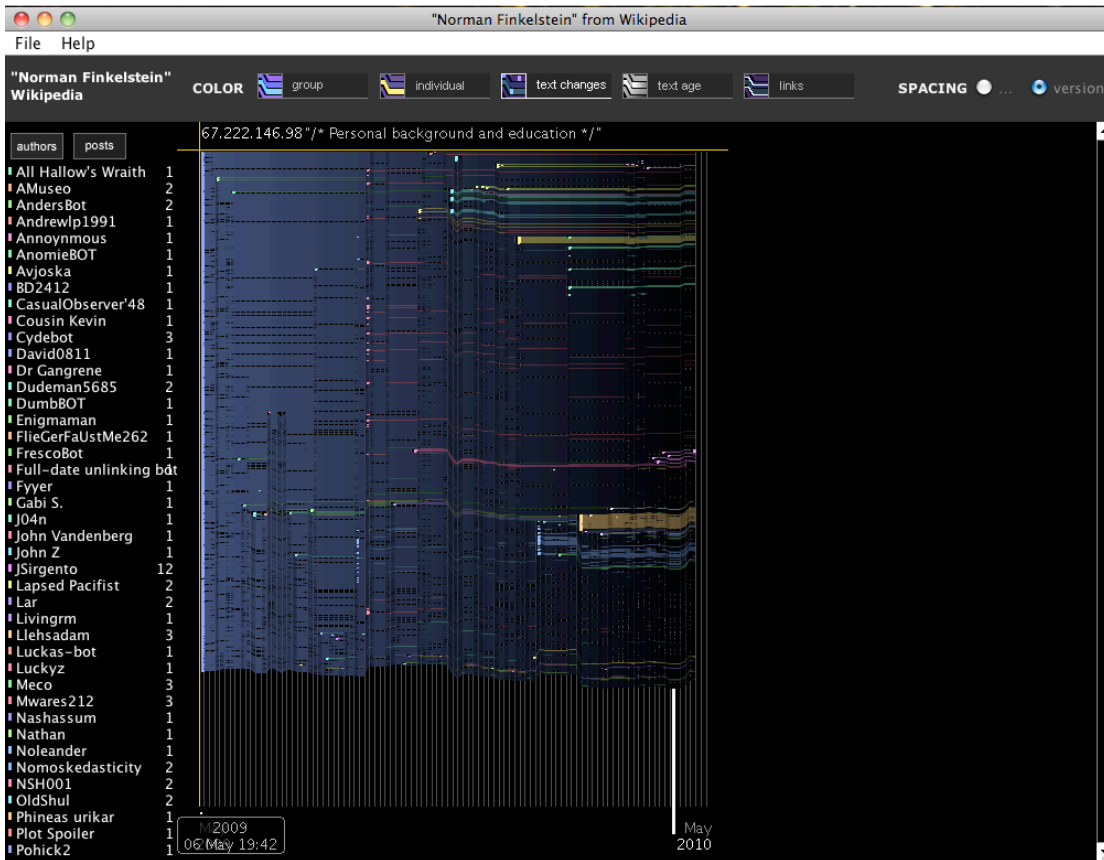 "Norman Finkelstein" from Wikipedia
File Help
"Norman Finkelstein"
Wikipedia
COLOR group individual text changes text age links SPACING ... version
67.222.146.98"/* Personal background and education */"
authors posts
All Hallow's Wraith 1
AMuseo 2
AndersBot 2
Andrewlp1991 1
Annoynmous 1
AnomieBOT 1
Avjoska 1
BD2412 1
CasualObserver'48 1
Cousin Kevin 1
Cydebot 3
David0811 1
Dr Gangrene 1
Dudeman5685 2
DumbBOT 1
Enigmaman 1
FlieGerFaUstMe262 1
FrescoBot 1
Full-date unlinking bot 1
Fyyer 1
Gabi S. 1
J04n 1
John Vandenberg 1
John Z 1
JSirgento 12
Lapsed Pacifist 2
Lar 2
Livingrm 1
Llehsadam 3
Luckas-bot 1
Luckyz 1
Meco 3
Mwares212 3
Nashassum 1
Nathan 1
Noleander 1
Nomoskedasticity 2
NSH001 2
OldShul 2
Phineas urikar 1
Plot Spoiler 1
Pohick2 1
2009
06 May 19:42
May
2010